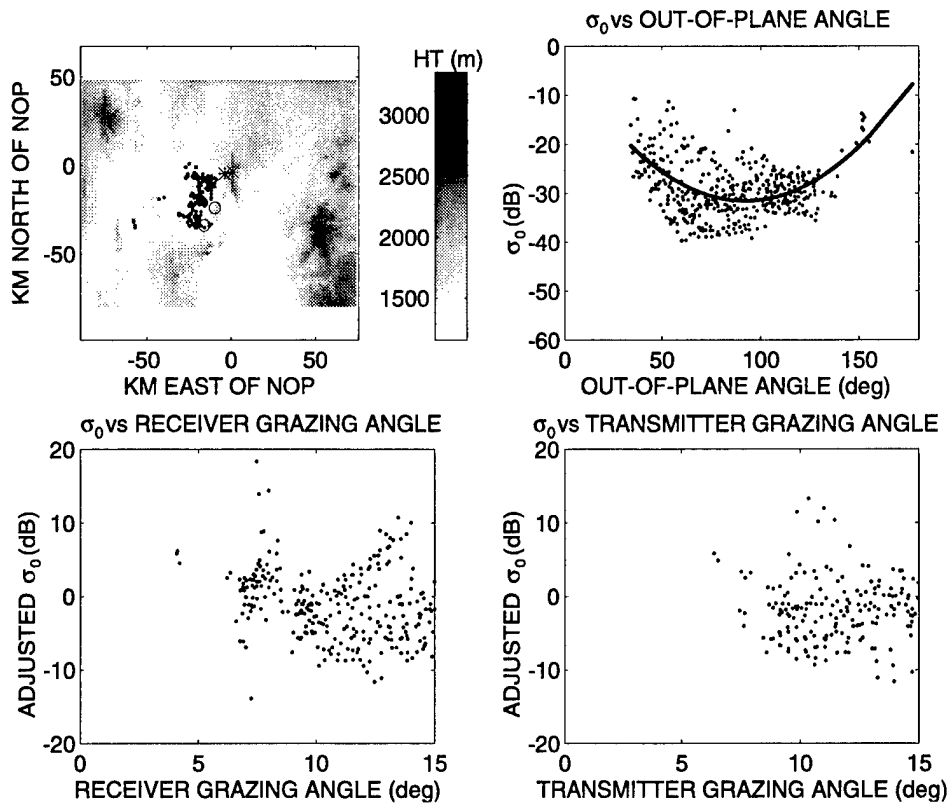 HT (m)
50
0
-50
KM NORTH OF NOP
-50 0 50
KM EAST OF NOP
3000
2500
2000
1500
σ₀ vs OUT-OF-PLANE ANGLE
0
-10
-20
-30
-40
-50
-60
σ₀ (dB)
0 50 100 150
OUT-OF-PLANE ANGLE (deg)
σ₀ vs RECEIVER GRAZING ANGLE
20
10
0
-10
-20
ADJUSTED σ₀ (dB)
0 5 10 15
RECEIVER GRAZING ANGLE (deg)
σ₀ vs TRANSMITTER GRAZING ANGLE
20
10
0
-10
-20
ADJUSTED σ₀ (dB)
0 5 10 15
TRANSMITTER GRAZING ANGLE (deg)